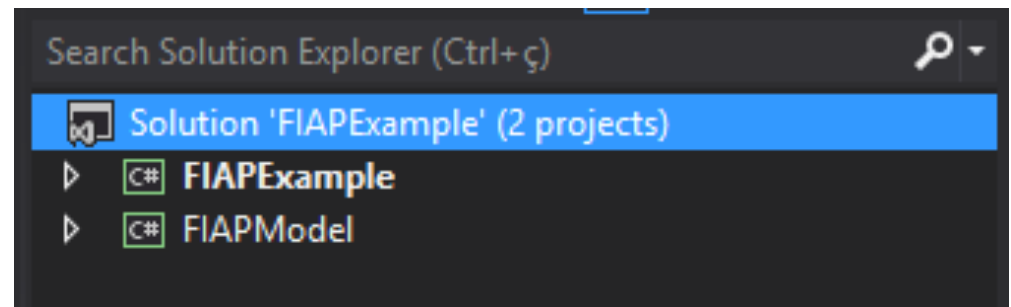 Search Solution Explorer (Ctrl+ç)
Solution 'FIAPExample' (2 projects)
C# FIAPExample
C# FIAPModel